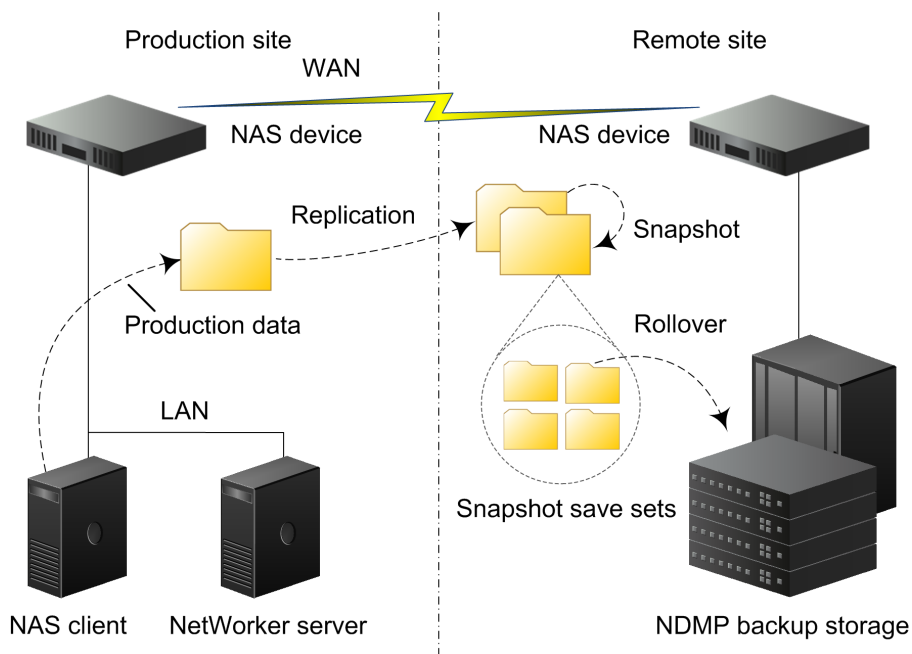 Production site
Remote site
WAN
NAS device
NAS device
Replication
Snapshot
Production data
Rollover
LAN
Snapshot save sets
NAS client
NetWorker server
NDMP backup storage